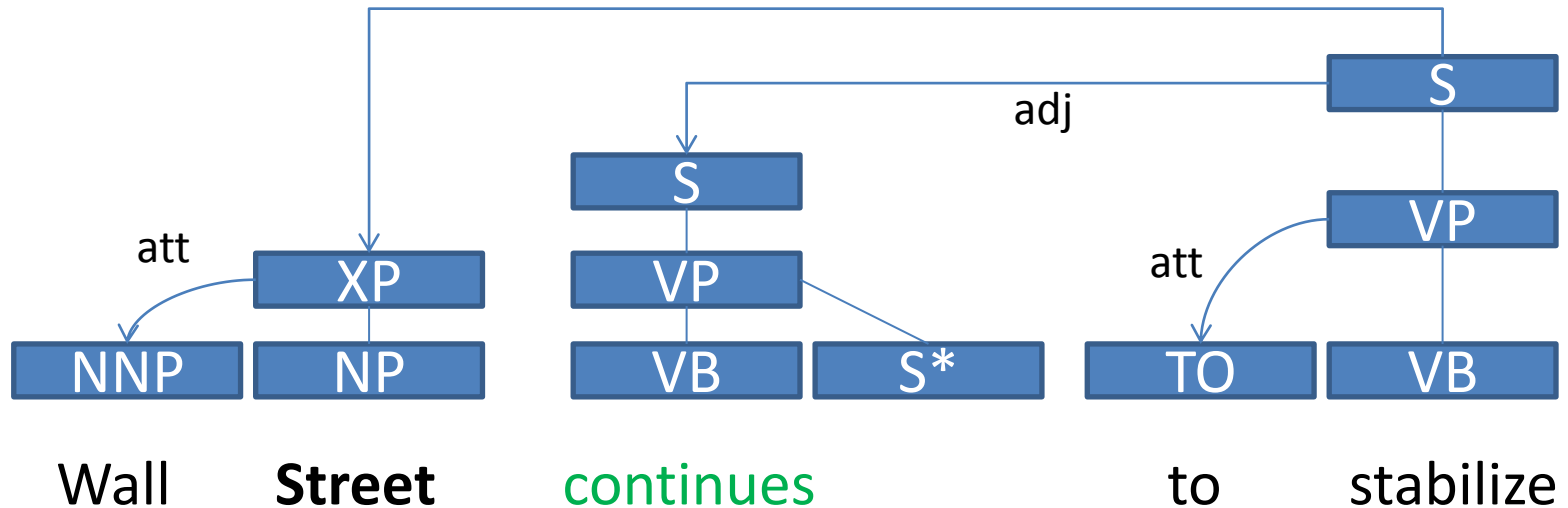 S
adj
S
VP
att
XP
VP
att
NNP NP VB S* TO VB
Wall Street continues to stabilize